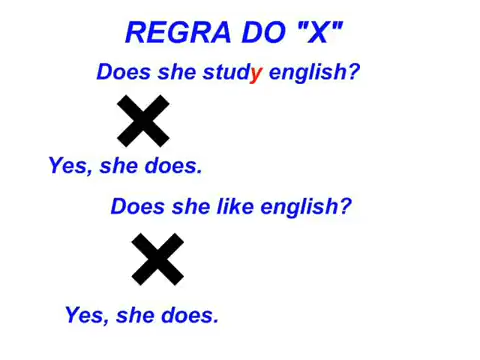 REGRA DO "X"
Does she study english?
Yes, she does.
Does she like english?
Yes, she does.